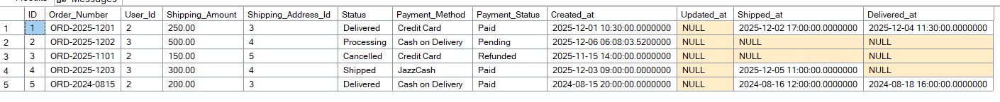 Results Messages
ID Order_Number User_Id Shipping_Amount Shipping_Address_Id Status Payment_Method Payment_Status Created_at Updated_at Shipped_at Delivered_at
1 1 ORD-2025-1201 2 250.00 3 Delivered Credit Card Paid 2025-12-01 10:30:00.0000000 NULL 2025-12-02 17:00:00.0000000 2025-12-04 11:30:00.0000000
2 2 ORD-2025-1202 3 500.00 4 Processing Cash on Delivery Pending 2025-12-06 06:08:03.5200000 NULL NULL NULL
3 3 ORD-2025-1101 2 150.00 5 Cancelled Credit Card Refunded 2025-11-15 14:00:00.0000000 NULL NULL NULL
4 4 ORD-2025-1203 3 300.00 4 Shipped JazzCash Paid 2025-12-03 09:00:00.0000000 NULL 2025-12-05 11:00:00.0000000 NULL
5 5 ORD-2024-0815 2 200.00 3 Delivered Cash on Delivery Paid 2024-08-15 20:00:00.0000000 NULL 2024-08-16 12:00:00.0000000 2024-08-18 16:00:00.0000000